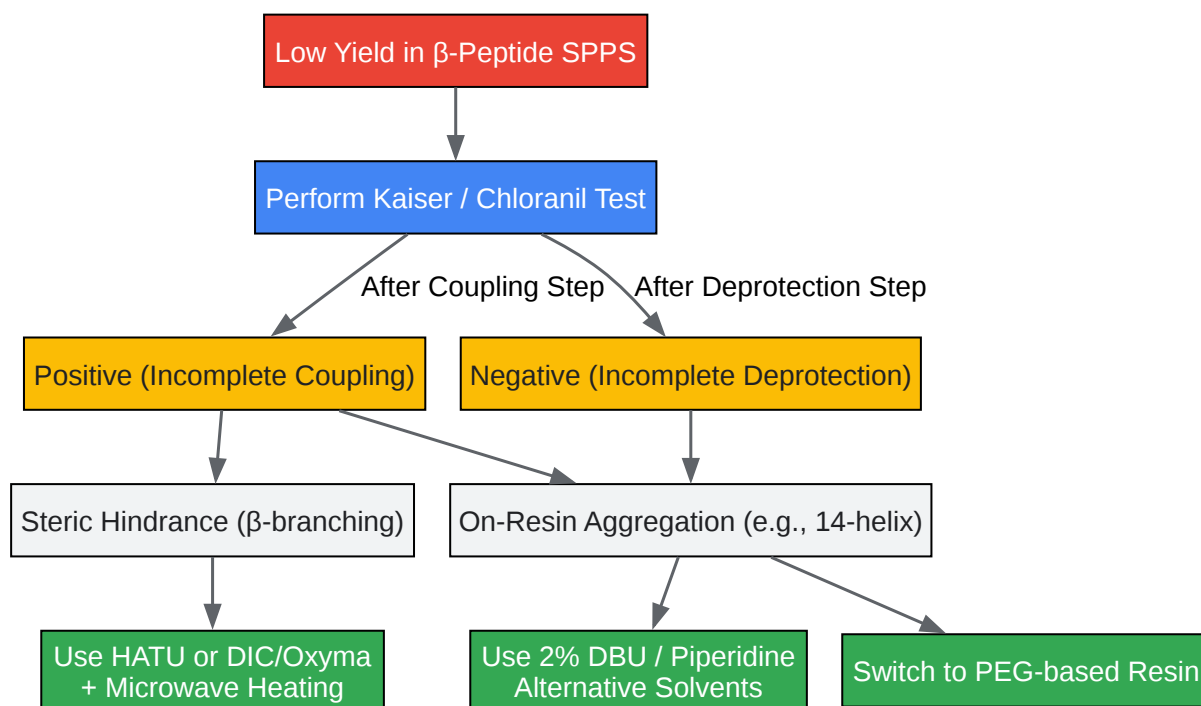 Low Yield in β-Peptide SPPS
Perform Kaiser / Chloranil Test
After Coupling Step
After Deprotection Step
Positive (Incomplete Coupling)
Negative (Incomplete Deprotection)
Steric Hindrance (β-branching)
On-Resin Aggregation (e.g., 14-helix)
Use HATU or DIC/Oxyma
+ Microwave Heating
Use 2% DBU / Piperidine
Alternative Solvents
Switch to PEG-based Resin